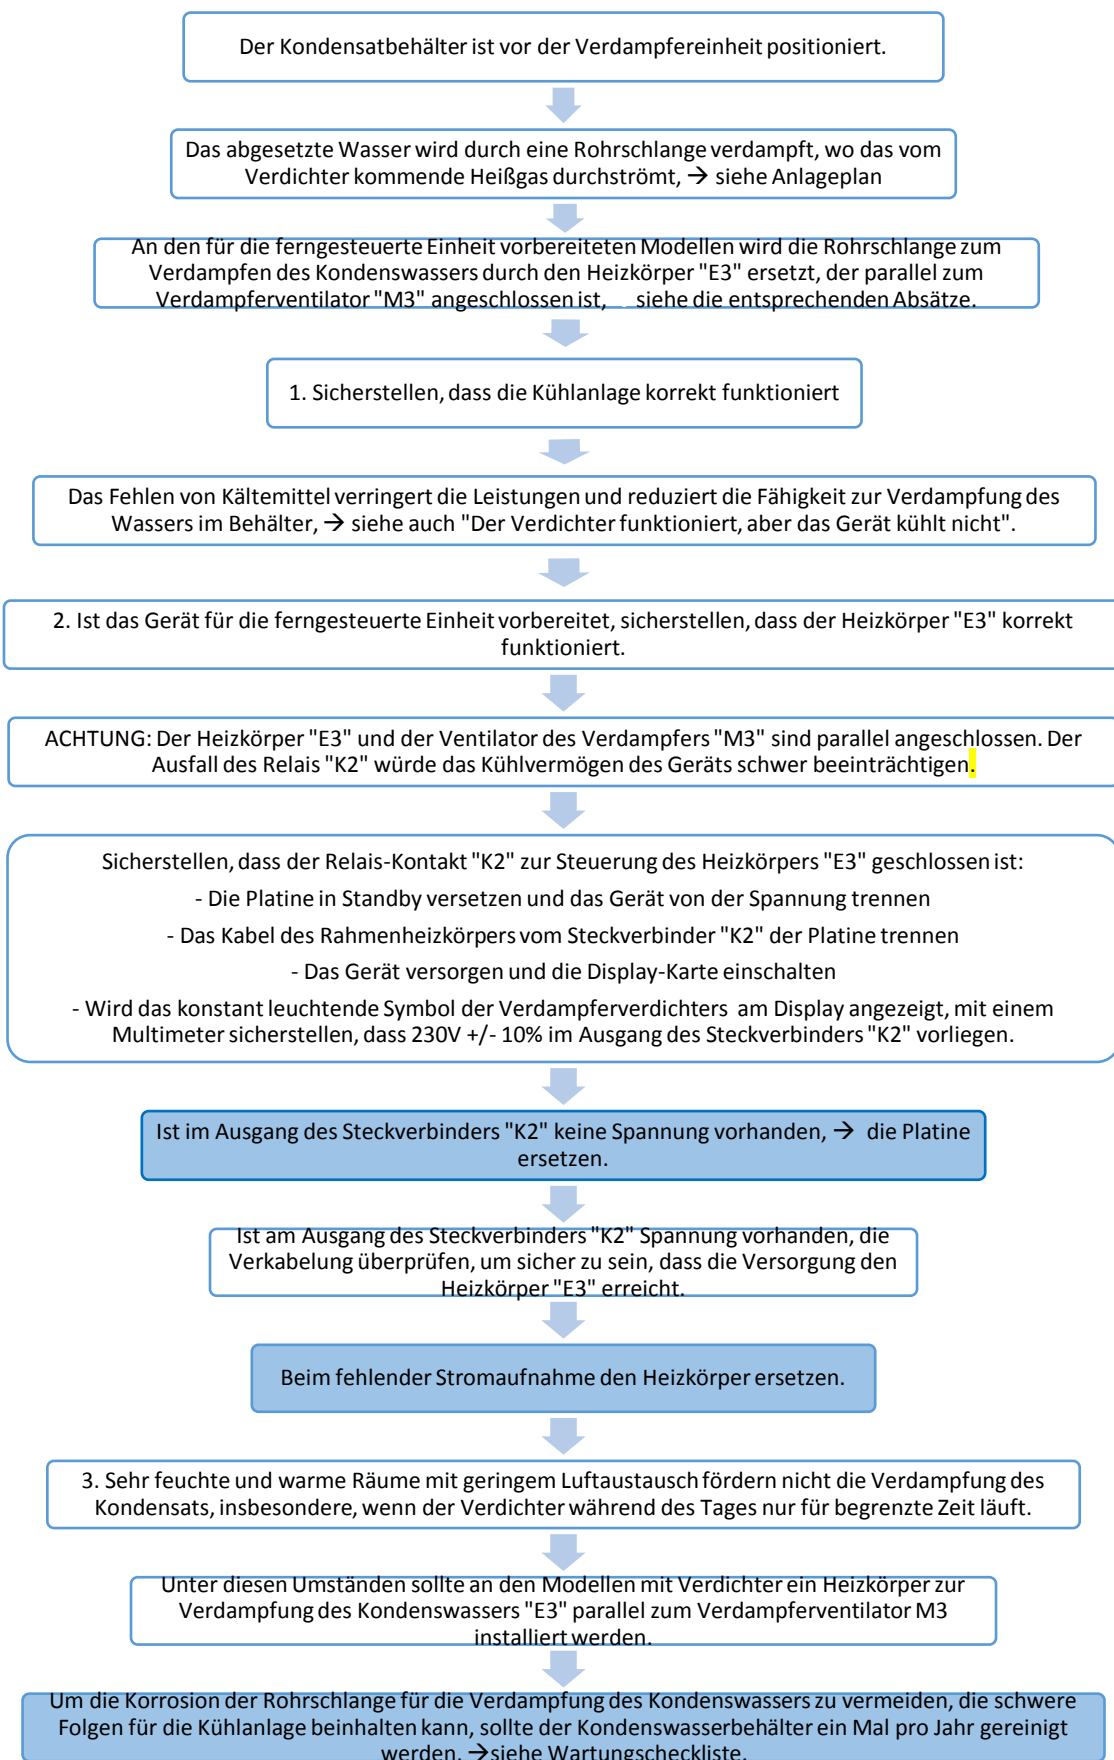 Der Kondensatbehälter ist vor der Verdampfereinheit positioniert.
Das abgesetzte Wasser wird durch eine Rohrschlange verdampft, wo das vom
Verdichter kommende Heißgas durchströmt, → siehe Anlageplan
An den für die ferngesteuerte Einheit vorbereiteten Modellen wird die Rohrschlange zum
Verdampfen des Kondenswassers durch den Heizkörper "E3" ersetzt, der parallel zum
Verdampferventilator "M3" angeschlossen ist, siehe die entsprechenden Absätze.
1. Sicherstellen, dass die Kühlanlage korrekt funktioniert
Das Fehlen von Kältemittel verringert die Leistungen und reduziert die Fähigkeit zur Verdampfung des
Wassers im Behälter, → siehe auch "Der Verdichter funktioniert, aber das Gerät kühlt nicht".
2. Ist das Gerät für die ferngesteuerte Einheit vorbereitet, sicherstellen, dass der Heizkörper "E3" korrekt
funktioniert.
ACHTUNG: Der Heizkörper "E3" und der Ventilator des Verdampfers "M3" sind parallel angeschlossen. Der
Ausfall des Relais "K2" würde das Kühlvermögen des Geräts schwer beeinträchtigen.
Sicherstellen, dass der Relais-Kontakt "K2" zur Steuerung des Heizkörpers "E3" geschlossen ist:
- Die Platine in Standby versetzen und das Gerät von der Spannung trennen
- Das Kabel des Rahmenheizkörpers vom Steckverbinder "K2" der Platine trennen
- Das Gerät versorgen und die Display-Karte einschalten
- Wird das konstant leuchtende Symbol der Verdampferverdichters am Display angezeigt, mit einem
Multimeter sicherstellen, dass 230V +/- 10% im Ausgang des Steckverbinders "K2" vorliegen.
Ist im Ausgang des Steckverbinders "K2" keine Spannung vorhanden, → die Platine
ersetzen.
Ist am Ausgang des Steckverbinders "K2" Spannung vorhanden, die
Verkabelung überprüfen, um sicher zu sein, dass die Versorgung den
Heizkörper "E3" erreicht.
Beim fehlender Stromaufnahme den Heizkörper ersetzen.
3. Sehr feuchte und warme Räume mit geringem Luftaustausch fördern nicht die Verdampfung des
Kondensats, insbesondere, wenn der Verdichter während des Tages nur für begrenzte Zeit läuft.
Unter diesen Umständen sollte an den Modellen mit Verdichter ein Heizkörper zur
Verdampfung des Kondenswassers "E3" parallel zum Verdampferventilator M3
installiert werden.
Um die Korrosion der Rohrschlange für die Verdampfung des Kondenswassers zu vermeiden, die schwere
Folgen für die Kühlanlage beinhalten kann, sollte der Kondenswasserbehälter ein Mal pro Jahr gereinigt
werden. →siehe Wartungscheckliste.